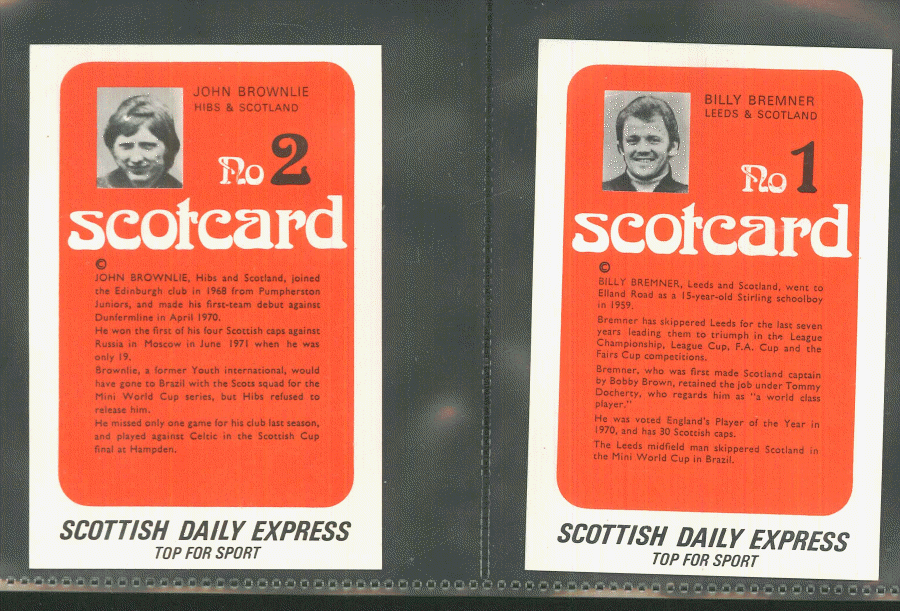 JOHN BROWNLIE
HIBS & SCOTLAND
No 2
scotcard
©
JOHN BROWNLIE, Hibs and Scotland, joined
the Edinburgh club in 1968 from Pumpherston
Juniors, and made his first-team debut against
Dunfermline in April 1970.
He won the first of his four Scottish caps against
Russia in Moscow in June 1971 when he was
only 19.
Brownlie, a former Youth international, would
have gone to Brazil with the Scots squad for the
Mini World Cup series, but Hibs refused to
release him.
He missed only one game for his club last season,
and played against Celtic in the Scottish Cup
final at Hampden.
SCOTTISH DAILY EXPRESS
TOP FOR SPORT
BILLY BREMNER
LEEDS & SCOTLAND
No 1
scotcard
©
BILLY BREMNER, Leeds and Scotland, went to
Elland Road as a 15-year-old Stirling schoolboy
in 1959.
Bremner has skippered Leeds for the last seven
years leading them to triumph in the League
Championship, League Cup, F.A. Cup and the
Fairs Cup competitions.
Bremner, who was first made Scotland captain
by Bobby Brown, retained the job under Tommy
Docherty, who regards him as "a world class
player."
He was voted England's Player of the Year in
1970, and has 30 Scottish caps.
The Leeds midfield man skippered Scotland in
the Mini World Cup in Brazil.
SCOTTISH DAILY EXPRESS
TOP FOR SPORT